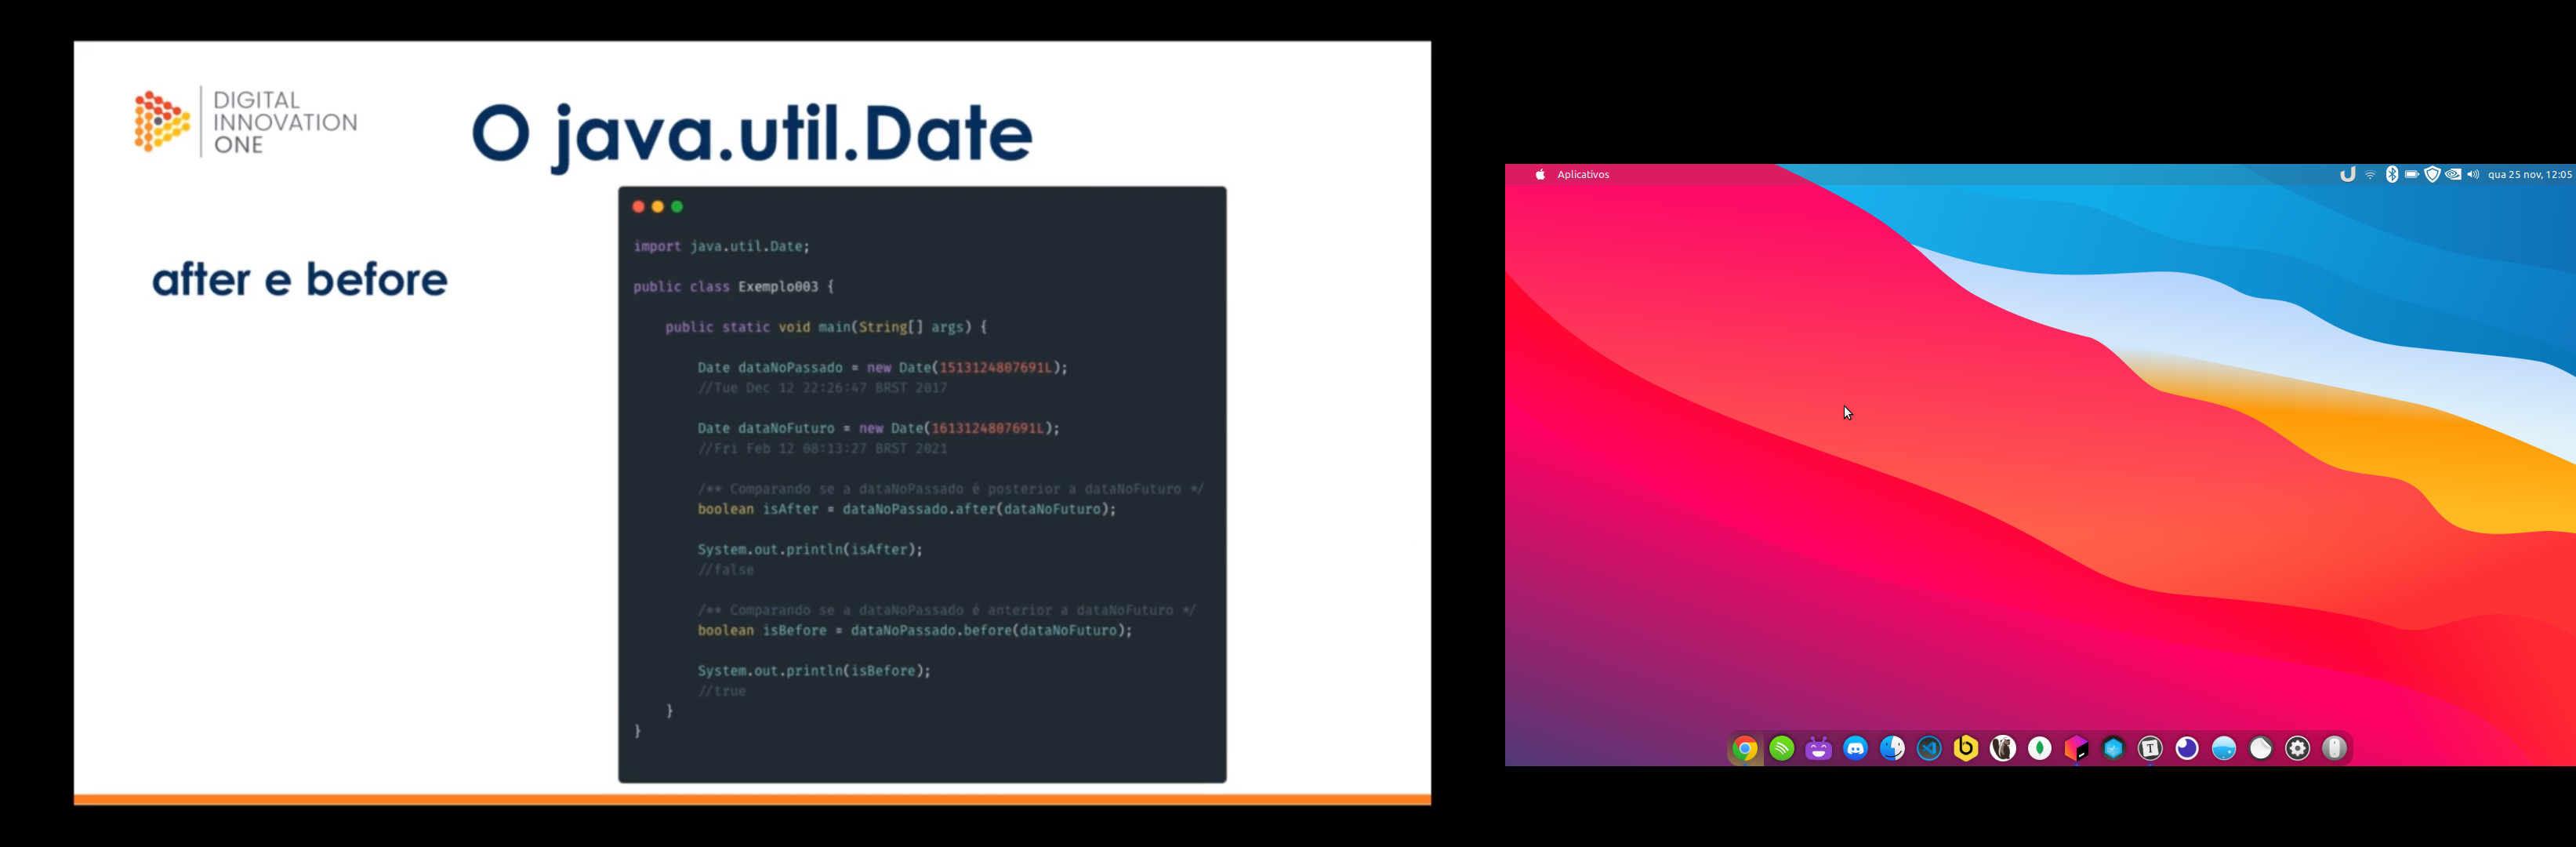 DIGITAL
INNOVATION
ONE
O java.util.Date
after e before
import java.util.Date;
public class Exemplo003 {
public static void main(String[] args) {
Date dataNoPassado = new Date(1513124807691L);
//Tue Dec 12 22:26:47 BRST 2017
Date dataNoFuturo = new Date(1613124807691L);
//Fri Feb 12 08:13:27 BRST 2021
/** Comparando se a dataNoPassado é posterior a dataNoFuturo */
boolean isAfter = dataNoPassado.after(dataNoFuturo);
System.out.println(isAfter);
//false
/** Comparando se a dataNoPassado é anterior a dataNoFuturo */
boolean isBefore = dataNoPassado.before(dataNoFuturo);
System.out.println(isBefore);
//true
}
}
Aplicativos
qua 25 nov, 12:05